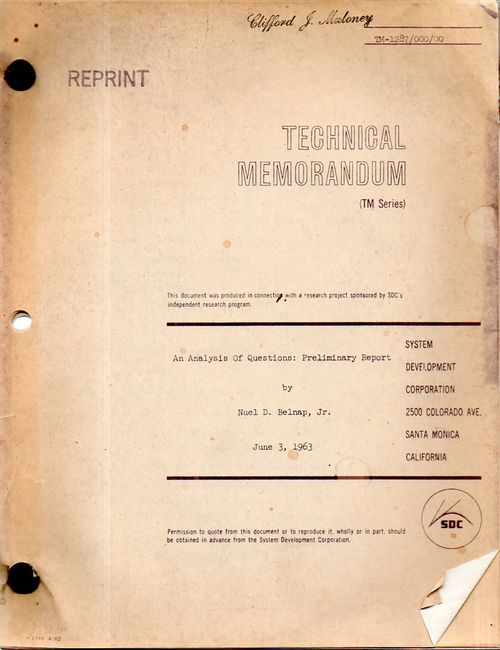 Clifford J. Maloney
TM-1287/000/00
REPRINT
TECHNICAL
MEMORANDUM
(TM Series)
This document was produced in connection with a research project sponsored by SDC's
independent research program.
An Analysis Of Questions: Preliminary Report
by
Nuel D. Belnap, Jr.
June 3, 1963
SYSTEM
DEVELOPMENT
CORPORATION
2500 COLORADO AVE.
SANTA MONICA
CALIFORNIA
SDC
Permission to quote from this document or to reproduce it, wholly or in part, should
be obtained in advance from the System Development Corporation.
4/62